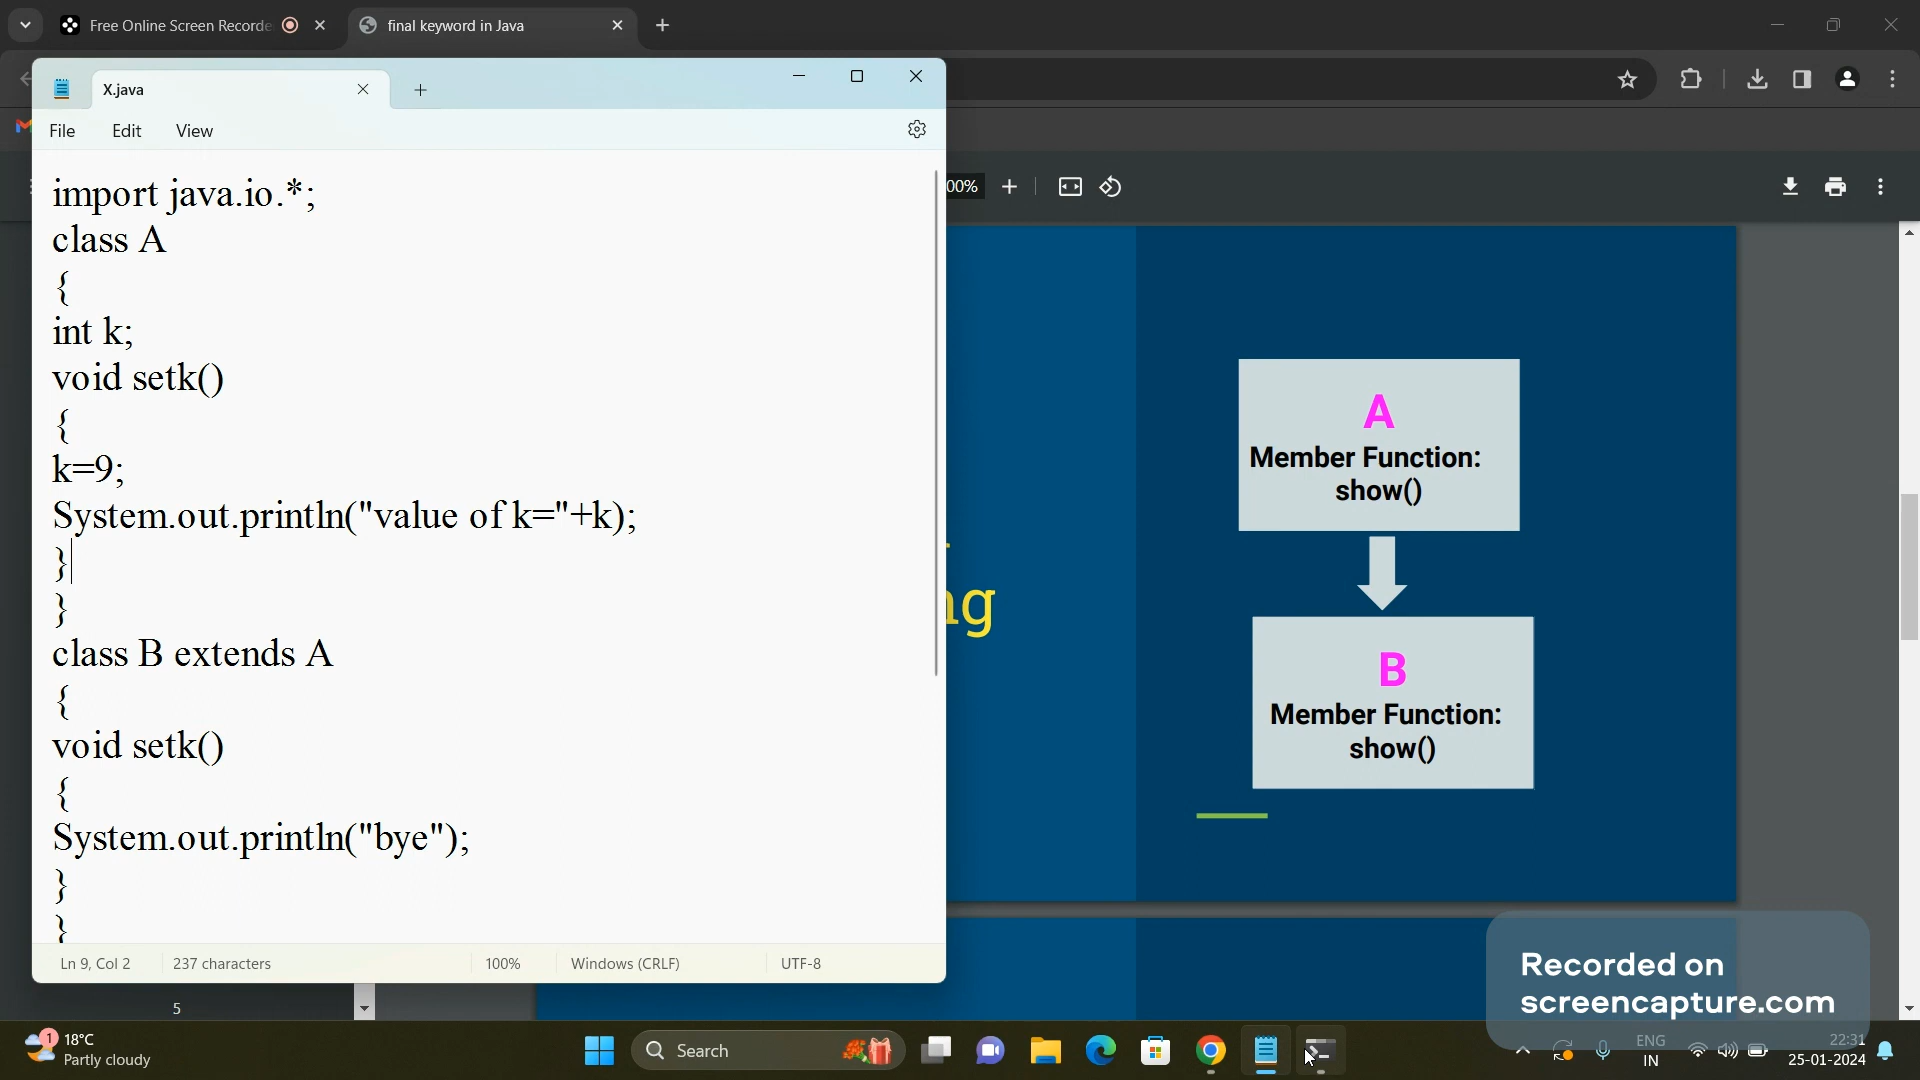 Free Online Screen Recorde
final keyword in Java
X.java
File Edit View
import java.io.*;
class A
{
int k;
void setk()
{
k=9;
System.out.println("value of k="+k);
}
}
class B extends A
{
void setk()
{
System.out.println("bye");
}
}
Ln 9, Col 2 237 characters 100% Windows (CRLF) UTF-8
00%
ng
A
Member Function:
show()
B
Member Function:
show()
5
Recorded on
screencapture.com
1
18°C
Partly cloudy
Search
ENG
IN
22:31
25-01-2024